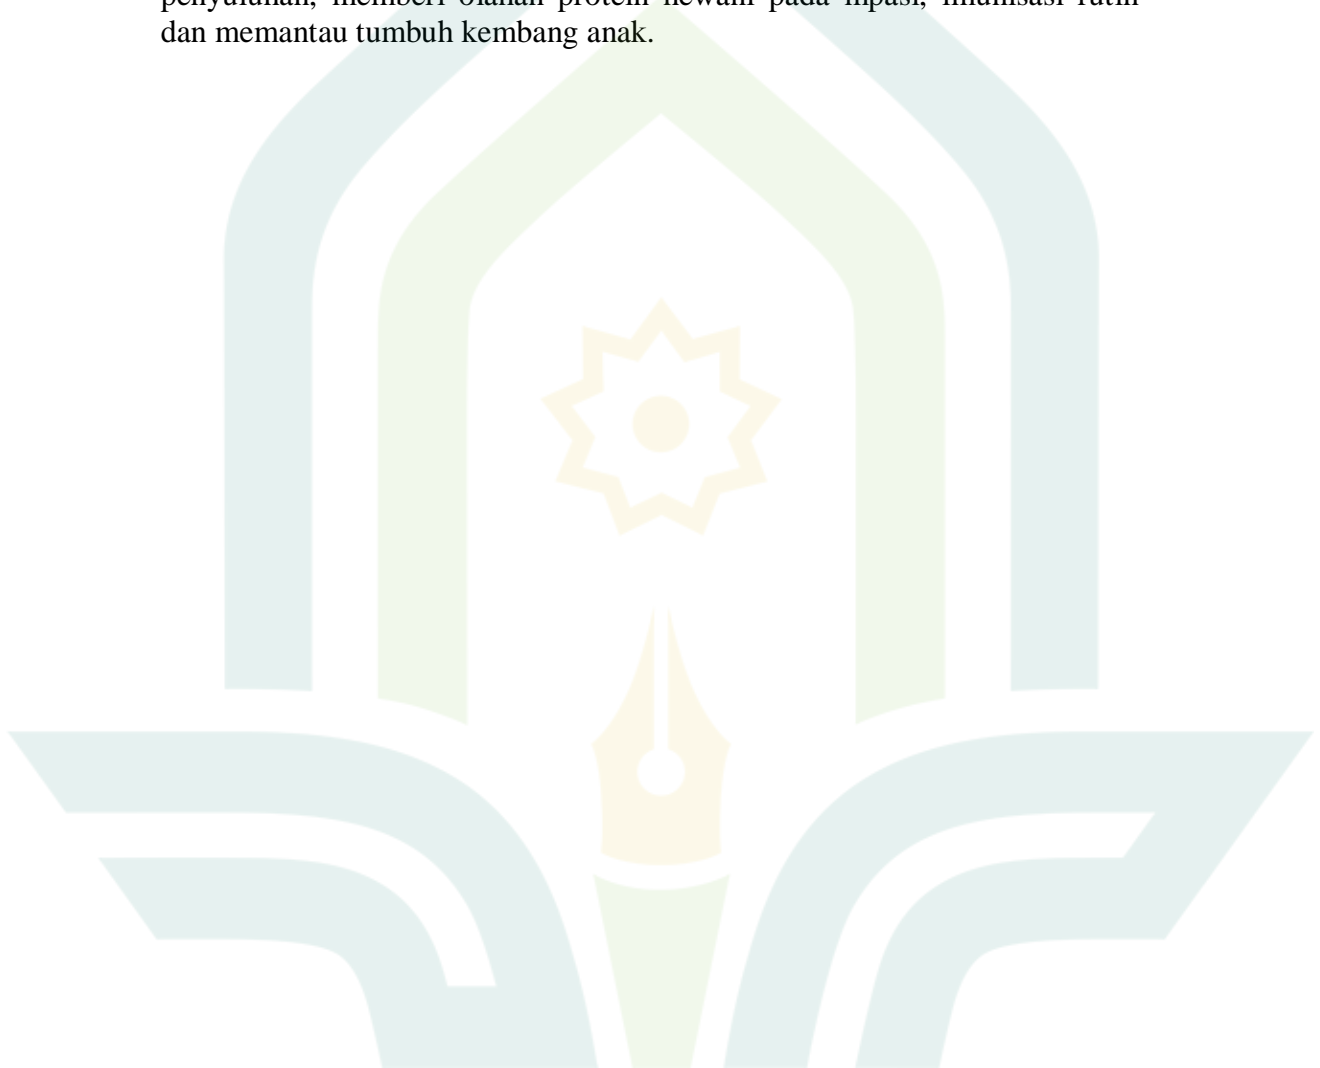 penyuluhan, memberi olahan protein hewani pada mpasi, imunisasi rutin
dan memantau tumbuh kembang anak.